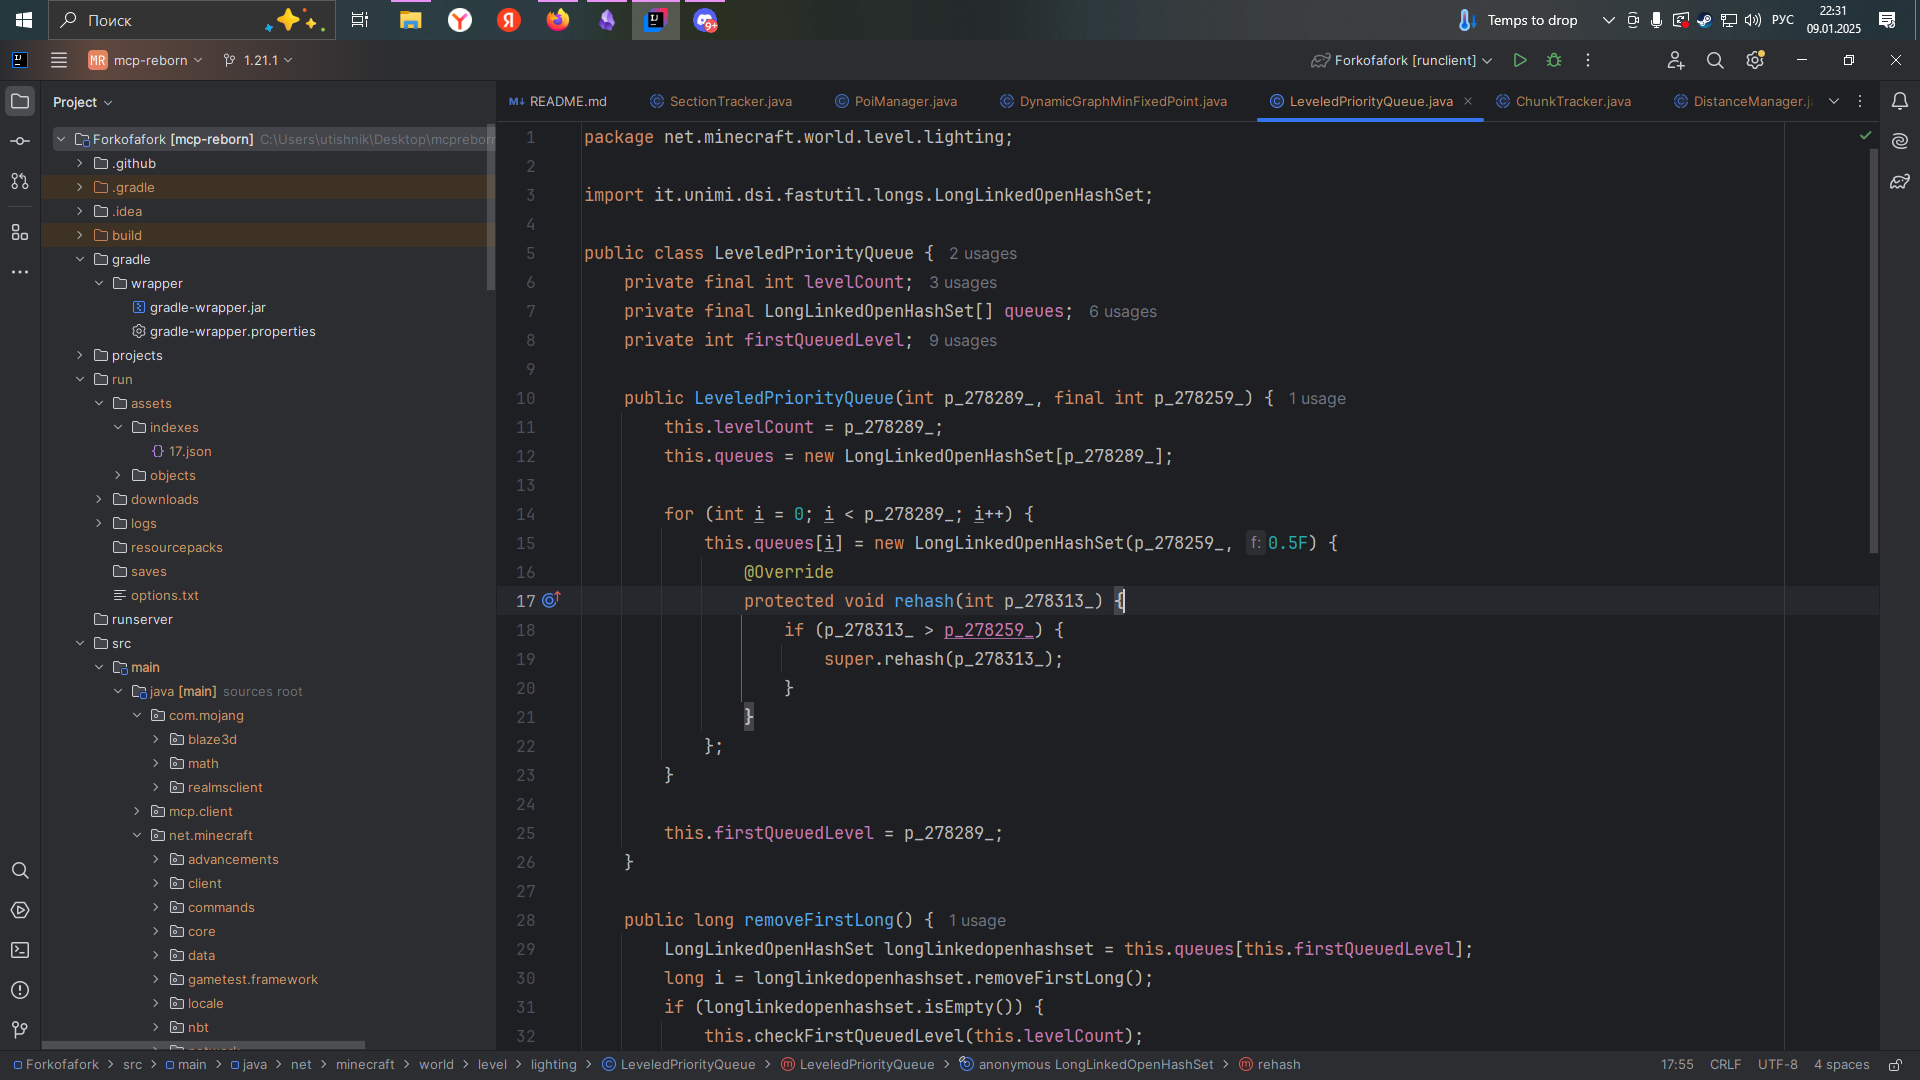 Поиск
Temps to drop
РУС
22:31
09.01.2025
9+
MR mcp-reborn
1.21.1
Forkofafork [runclient]
Project
README.md
SectionTracker.java
PoiManager.java
DynamicGraphMinFixedPoint.java
LeveledPriorityQueue.java
ChunkTracker.java
DistanceManager.ja
Forkofafork [mcp-reborn] C:\Users\utishnik\Desktop\mcpreborn
.github
.gradle
.idea
build
gradle
wrapper
gradle-wrapper.jar
gradle-wrapper.properties
projects
run
assets
indexes
17.json
objects
downloads
logs
resourcepacks
saves
options.txt
runserver
src
main
java [main] sources root
com.mojang
blaze3d
math
realmsclient
mcp.client
net.minecraft
advancements
client
commands
core
data
gametest.framework
locale
nbt
1 package net.minecraft.world.level.lighting;
2
3 import it.unimi.dsi.fastutil.longs.LongLinkedOpenHashSet;
4
5 public class LeveledPriorityQueue { 2 usages
6 private final int levelCount; 3 usages
7 private final LongLinkedOpenHashSet[] queues; 6 usages
8 private int firstQueuedLevel; 9 usages
9
10 public LeveledPriorityQueue(int p_278289_, final int p_278259_) { 1 usage
11 this.levelCount = p_278289_;
12 this.queues = new LongLinkedOpenHashSet[p_278289_];
13
14 for (int i = 0; i < p_278289_; i++) {
15 this.queues[i] = new LongLinkedOpenHashSet(p_278259_, f: 0.5F) {
16 @Override
17 protected void rehash(int p_278313_) {
18 if (p_278313_ > p_278259_) {
19 super.rehash(p_278313_);
20 }
21 }
22 };
23 }
24
25 this.firstQueuedLevel = p_278289_;
26 }
27
28 public long removeFirstLong() { 1 usage
29 LongLinkedOpenHashSet longlinkedopenhashset = this.queues[this.firstQueuedLevel];
30 long i = longlinkedopenhashset.removeFirstLong();
31 if (longlinkedopenhashset.isEmpty()) {
32 this.checkFirstQueuedLevel(this.levelCount);
Forkofafork > src > main > java > net > minecraft > world > level > lighting > LeveledPriorityQueue > LeveledPriorityQueue > anonymous LongLinkedOpenHashSet > rehash
17:55 CRLF UTF-8 4 spaces